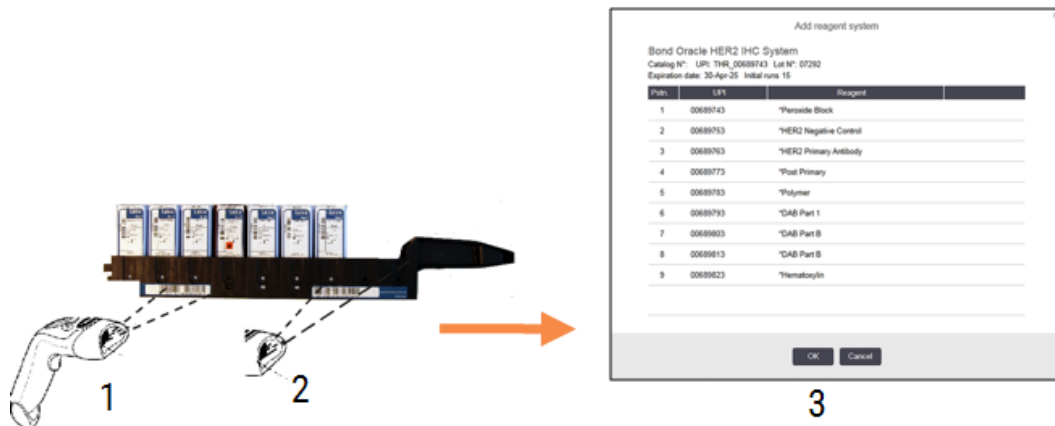 Add reagent system
Bond Oracle HER2 IHC System
Catalog Nº: UPI: THR_00689743 Lot Nº: 07292
Expiration date: 30-Apr-25 Initial runs 15
Pstn. UPI Reagent
1 00689743 *Peroxide Block
2 00689753 *HER2 Negative Control
3 00689763 *HER2 Primary Antibody
4 00689773 *Post Primary
5 00689783 *Polymer
6 00689793 *DAB Part 1
7 00689803 *DAB Part B
8 00689813 *DAB Part B
9 00689823 *Hematoxylin
OK Cancel
1
2
3